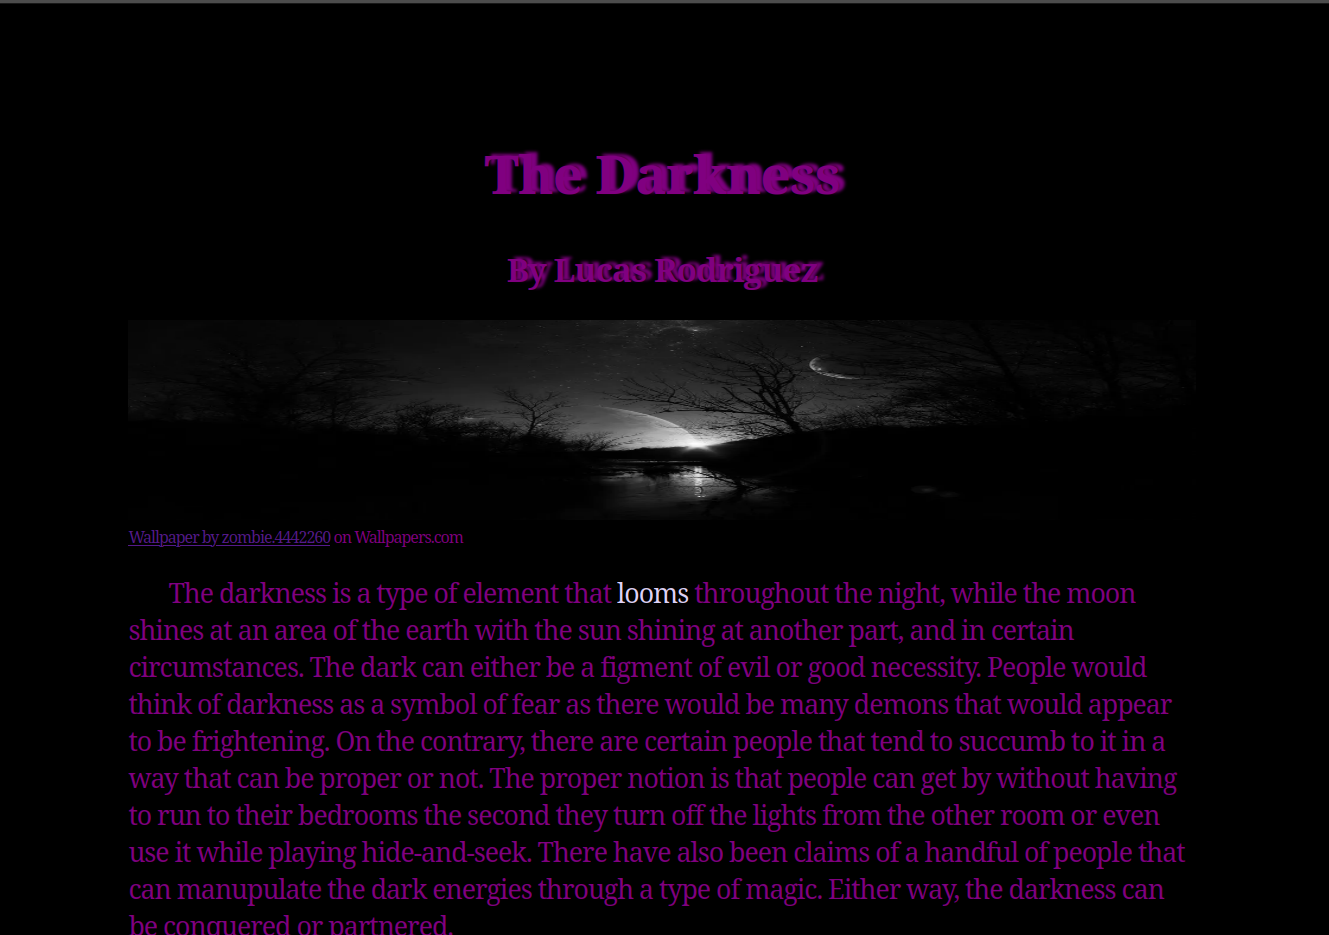 The Darkness
By Lucas Rodriguez
Wallpaper by zombie.4442260 on Wallpapers.com
The darkness is a type of element that looms throughout the night, while the moon
shines at an area of the earth with the sun shining at another part, and in certain
circumstances. The dark can either be a figment of evil or good necessity. People would
think of darkness as a symbol of fear as there would be many demons that would appear
to be frightening. On the contrary, there are certain people that tend to succumb to it in a
way that can be proper or not. The proper notion is that people can get by without having
to run to their bedrooms the second they turn off the lights from the other room or even
use it while playing hide-and-seek. There have also been claims of a handful of people that
can manupulate the dark energies through a type of magic. Either way, the darkness can
be conquered or partnered.